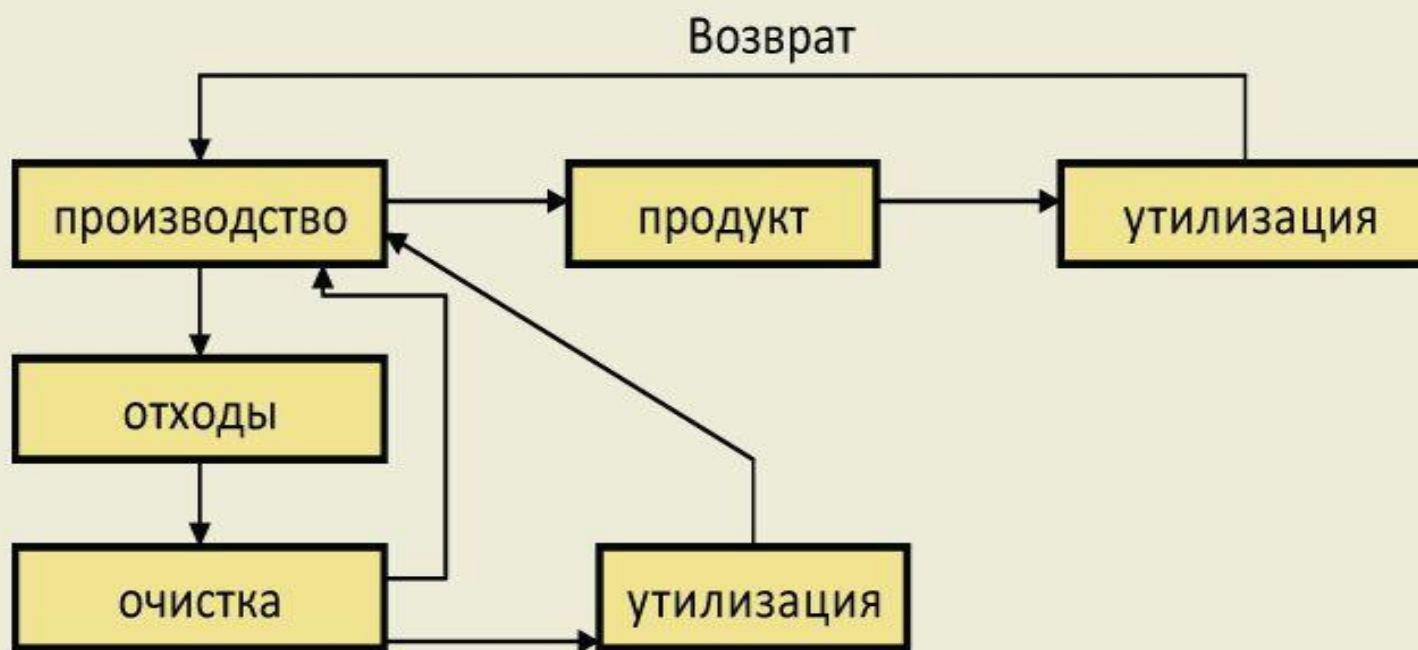 Возврат
производство
продукт
утилизация
отходы
очистка
утилизация